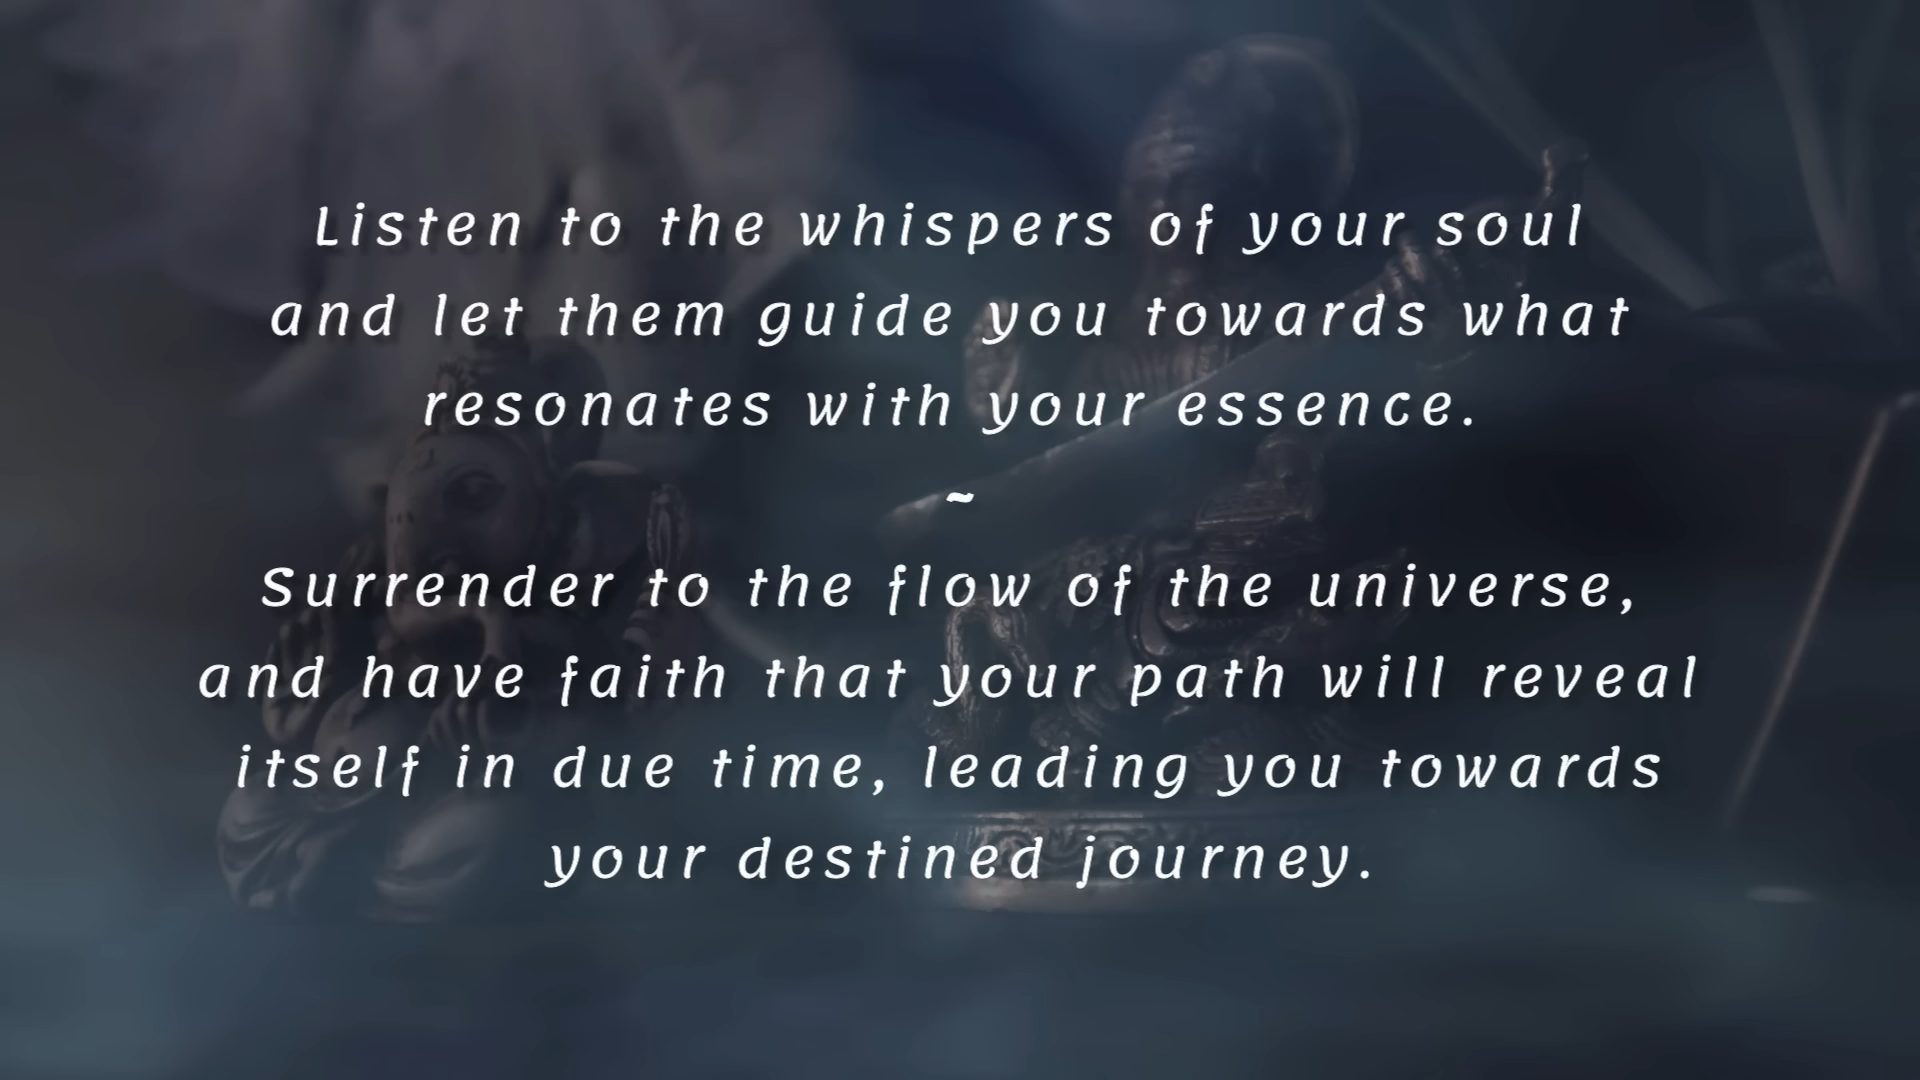 Listen to the whispers of your soul
and let them guide you towards what
resonates with your essence.
~
Surrender to the flow of the universe,
and have faith that your path will reveal
itself in due time, leading you towards
your destined journey.